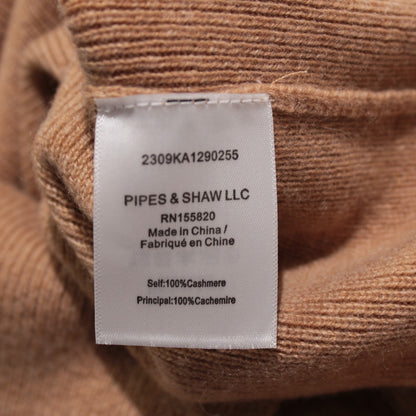 2309KA1290255
PIPES & SHAW LLC
RN155820
Made in China /
Fabriqué en Chine
Self:100%Cashmere
Principal:100%Cachemire